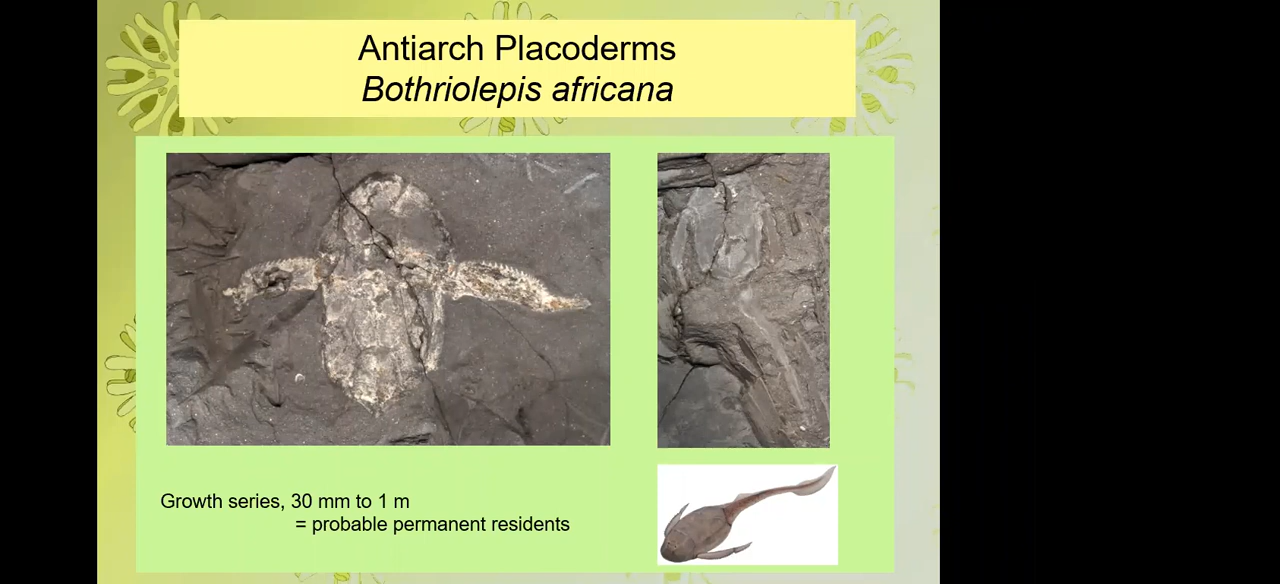 Antiarch Placoderms
Bothriolepis africana
Growth series, 30 mm to 1 m
= probable permanent residents